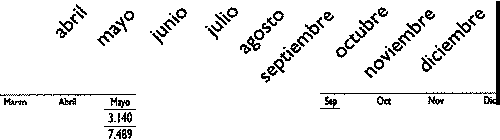 abril mayo junio julio agosto septiembre octubre noviembre diciembre
Marzo Abril Mayo Sep Oct Nov Dic
3.140
7.489